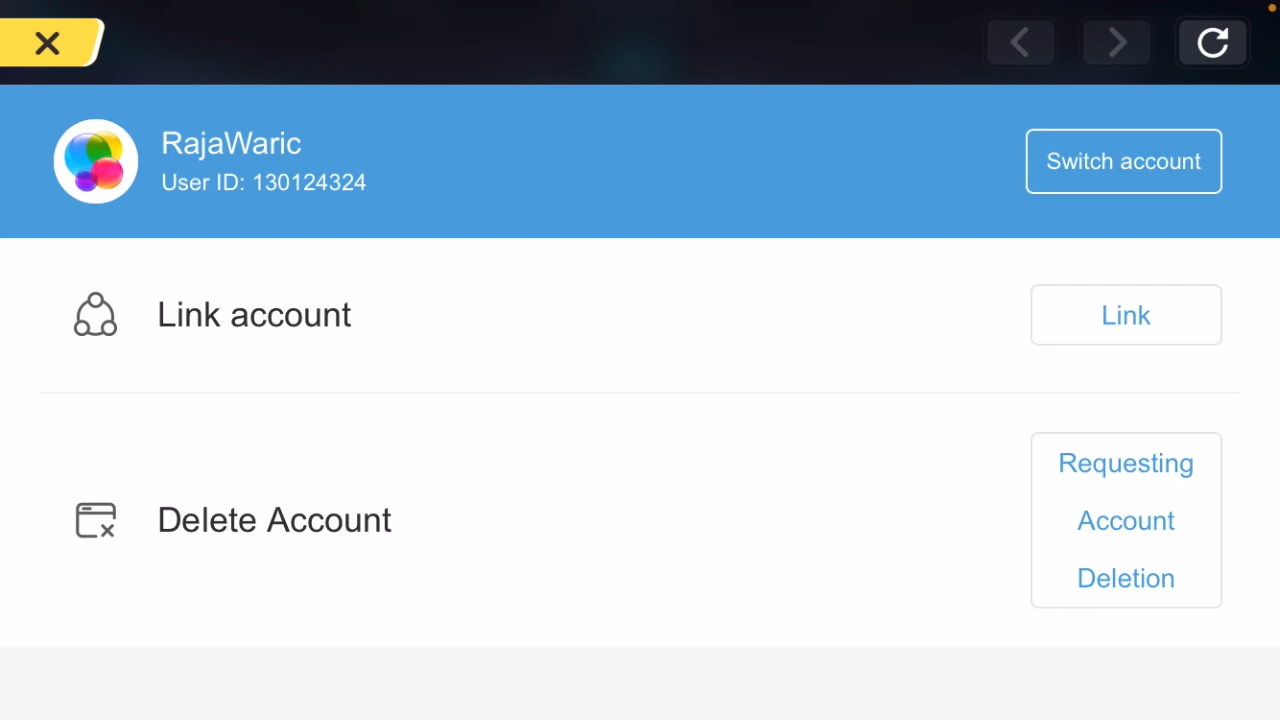 RajaWaric
User ID: 130124324
Switch account
Link account
Link
Delete Account
Requesting
Account
Deletion